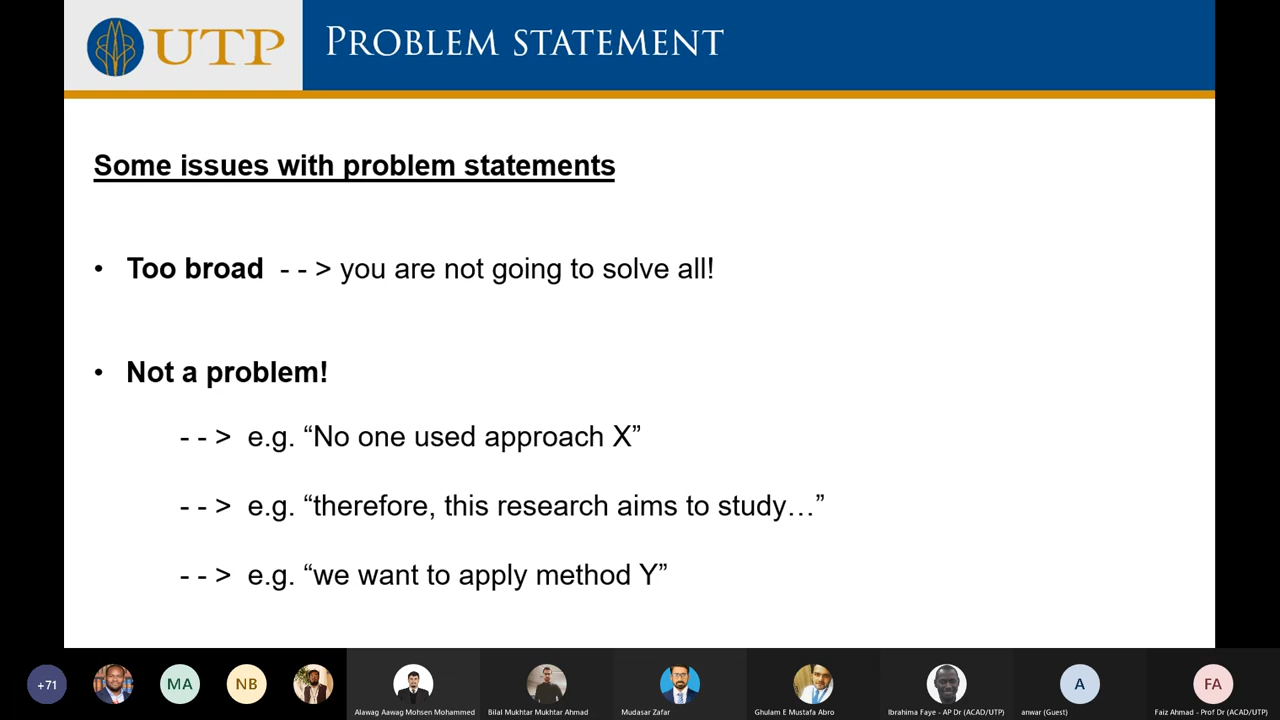 UTP
PROBLEM STATEMENT
Some issues with problem statements
• Too broad - - > you are not going to solve all!
• Not a problem!
- - > e.g. “No one used approach X”
- - > e.g. “therefore, this research aims to study…”
- - > e.g. “we want to apply method Y”
+71
MA
NB
A
FA
Alawag Aawag Mohsen Mohammed
Bilal Mukhtar Mukhtar Ahmad
Mudasar Zafar
Ghulam E Mustafa Abro
Ibrahima Faye - AP Dr (ACAD/UTP)
anwar (Guest)
Faiz Ahmad - Prof Dr (ACAD/UTP)